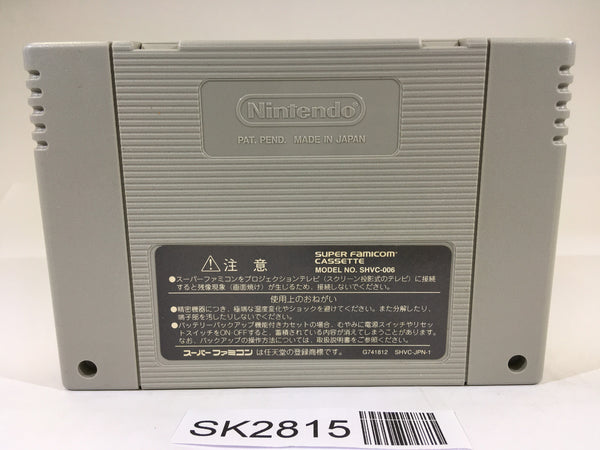 Nintendo®
PAT. PEND. MADE IN JAPAN
注 意
SUPER FAMICOM™
CASSETTE
MODEL NO. SHVC-006
●スーパーファミコンをプロジェクションテレビ（スクリーン投影式のテレビ）に接続
すると残像現象（画面焼け）が生じるため、接続しないでください。
使用上のおねがい
●精密機器につき、極端な温度変化やショックを避けてください。また分解したり、
端子部を汚したりしないでください。
●バッテリーバックアップ機能付きカセットの場合、むやみに電源スイッチやリセッ
トスイッチをON-OFFすると、蓄積されている内容が消えてしまうことがあります。
なお、バックアップの操作方法については、取扱説明書をご参照ください。
スーパーファミコン は任天堂の登録商標です。 G741812 SHVC-JPN-1
SK2815